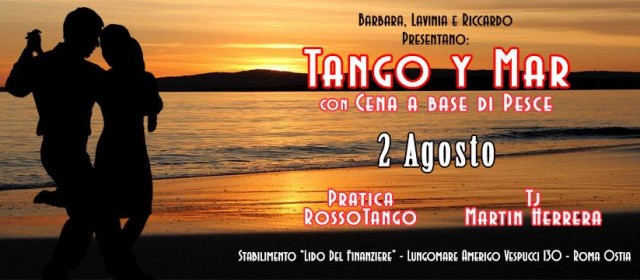 Barbara, Lavinia e Riccardo
Presentano:
Tango y Mar
con Cena a base di Pesce
2 Agosto
Pratica
RossoTango
Tj
Martin Herrera
Stabilimento "Lido Del Finanziere" - Lungomare Amerigo Vespucci 130 - Roma Ostia